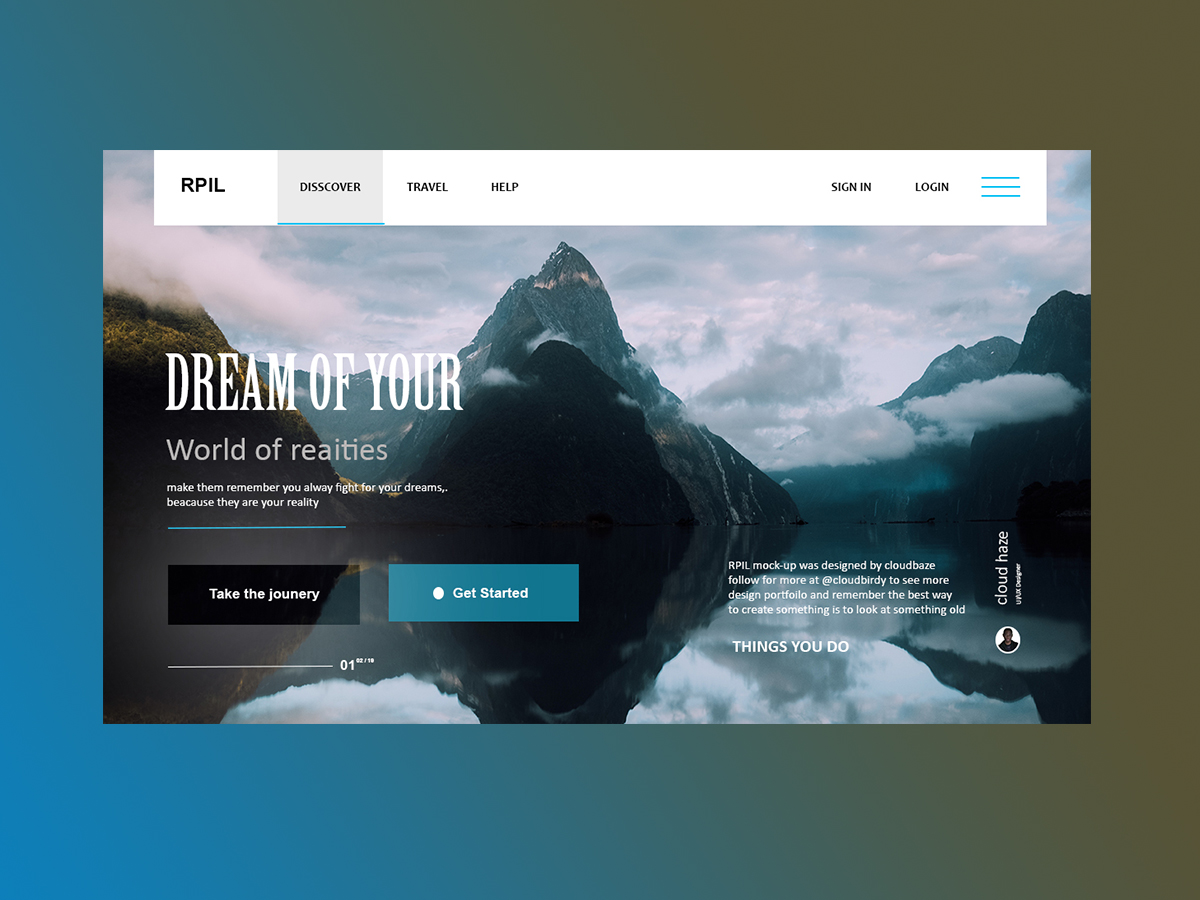 RPIL
DISSCOVER
TRAVEL
HELP
SIGN IN
LOGIN
DREAM OF YOUR
World of reaities
make them remember you alway fight for your dreams,.
beacause they are your reality
Take the jounery
Get Started
01 02 / 10
RPIL mock-up was designed by cloudbaze
follow for more at @cloudbirdy to see more
design portfoilo and remember the best way
to create something is to look at something old
THINGS YOU DO
cloud haze
UI/UX Designer